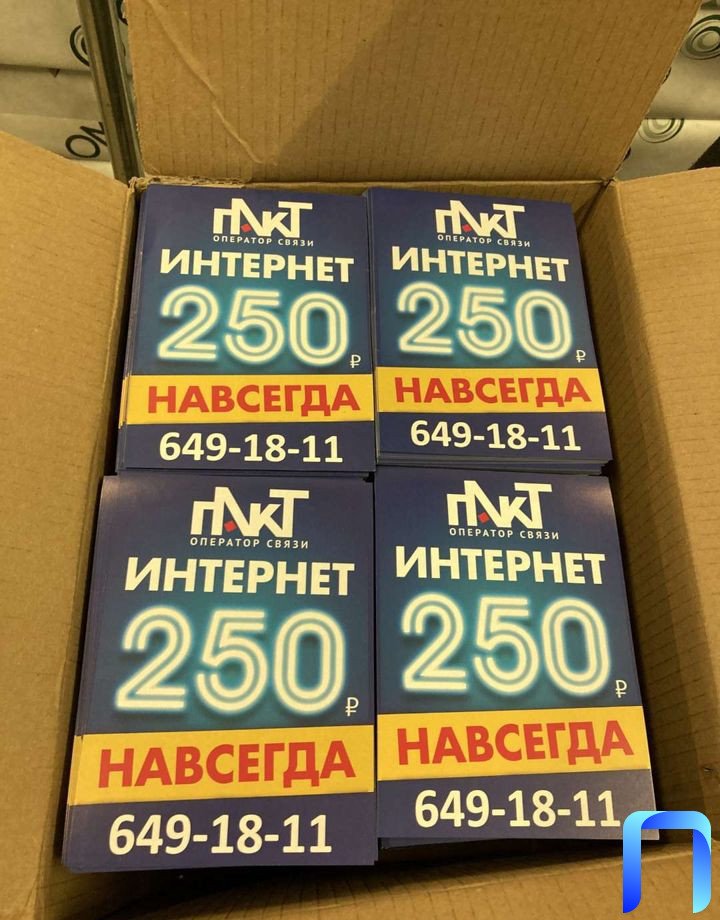 ПАКТ
ОПЕРАТОР СВЯЗИ
ИНТЕРНЕТ
250 ₽
НАВСЕГДА
649-18-11
ПАКТ
ОПЕРАТОР СВЯЗИ
ИНТЕРНЕТ
250 ₽
НАВСЕГДА
649-18-11
ПАКТ
ОПЕРАТОР СВЯЗИ
ИНТЕРНЕТ
250 ₽
НАВСЕГДА
649-18-11
ПАКТ
ОПЕРАТОР СВЯЗИ
ИНТЕРНЕТ
250 ₽
НАВСЕГДА
649-18-11